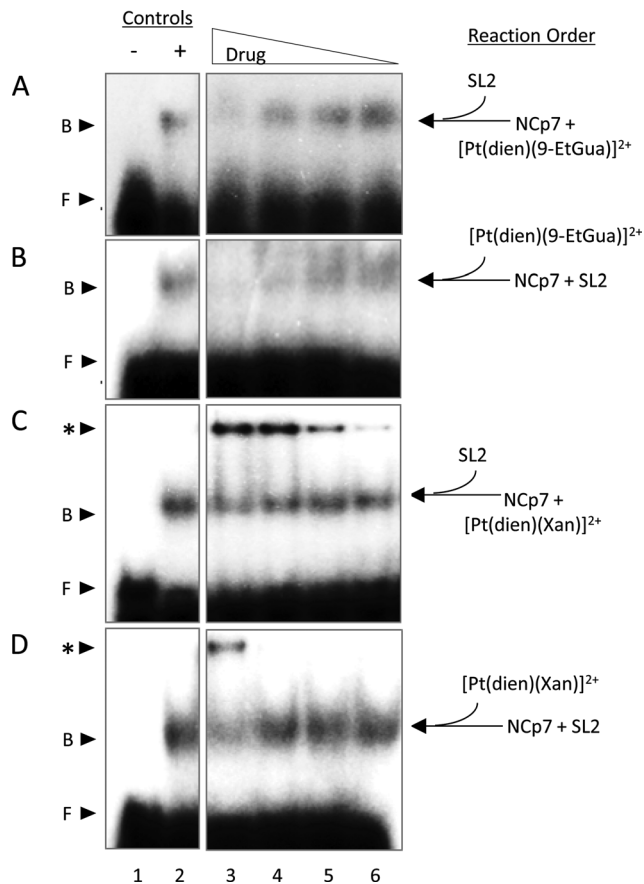 Controls
- +
Drug
Reaction Order
A
B
F
SL2
NCp7 +
[Pt(dien)(9-EtGua)]²⁺
B
B
F
[Pt(dien)(9-EtGua)]²⁺
NCp7 + SL2
C
*
B
F
SL2
NCp7 +
[Pt(dien)(Xan)]²⁺
D
*
B
F
[Pt(dien)(Xan)]²⁺
NCp7 + SL2
1 2 3 4 5 6